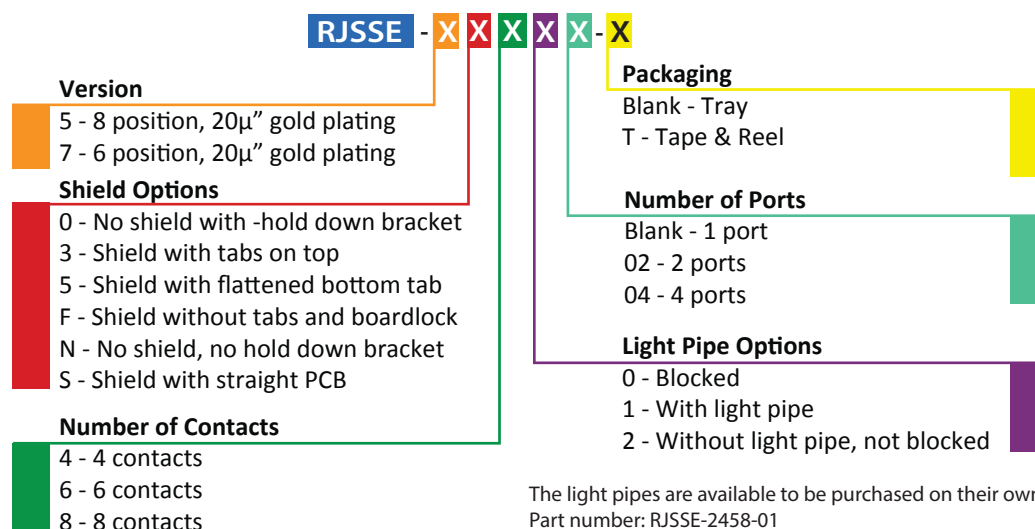 RJSSE - X X X X X - X
Version
5 - 8 position, 20µ” gold plating
7 - 6 position, 20µ” gold plating
Shield Options
0 - No shield with -hold down bracket
3 - Shield with tabs on top
5 - Shield with flattened bottom tab
F - Shield without tabs and boardlock
N - No shield, no hold down bracket
S - Shield with straight PCB
Number of Contacts
4 - 4 contacts
6 - 6 contacts
8 - 8 contacts
Packaging
Blank - Tray
T - Tape & Reel
Number of Ports
Blank - 1 port
02 - 2 ports
04 - 4 ports
Light Pipe Options
0 - Blocked
1 - With light pipe
2 - Without light pipe, not blocked
The light pipes are available to be purchased on their own
Part number: RJSSE-2458-01